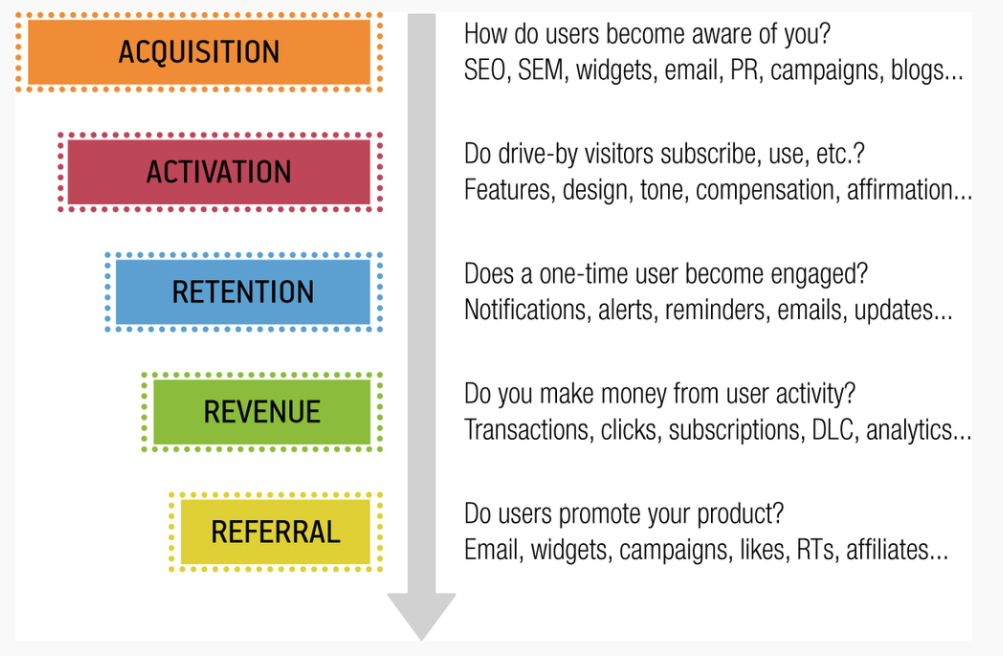 ACQUISITION
How do users become aware of you?
SEO, SEM, widgets, email, PR, campaigns, blogs...
ACTIVATION
Do drive-by visitors subscribe, use, etc.?
Features, design, tone, compensation, affirmation...
RETENTION
Does a one-time user become engaged?
Notifications, alerts, reminders, emails, updates...
REVENUE
Do you make money from user activity?
Transactions, clicks, subscriptions, DLC, analytics...
REFERRAL
Do users promote your product?
Email, widgets, campaigns, likes, RTs, affiliates...